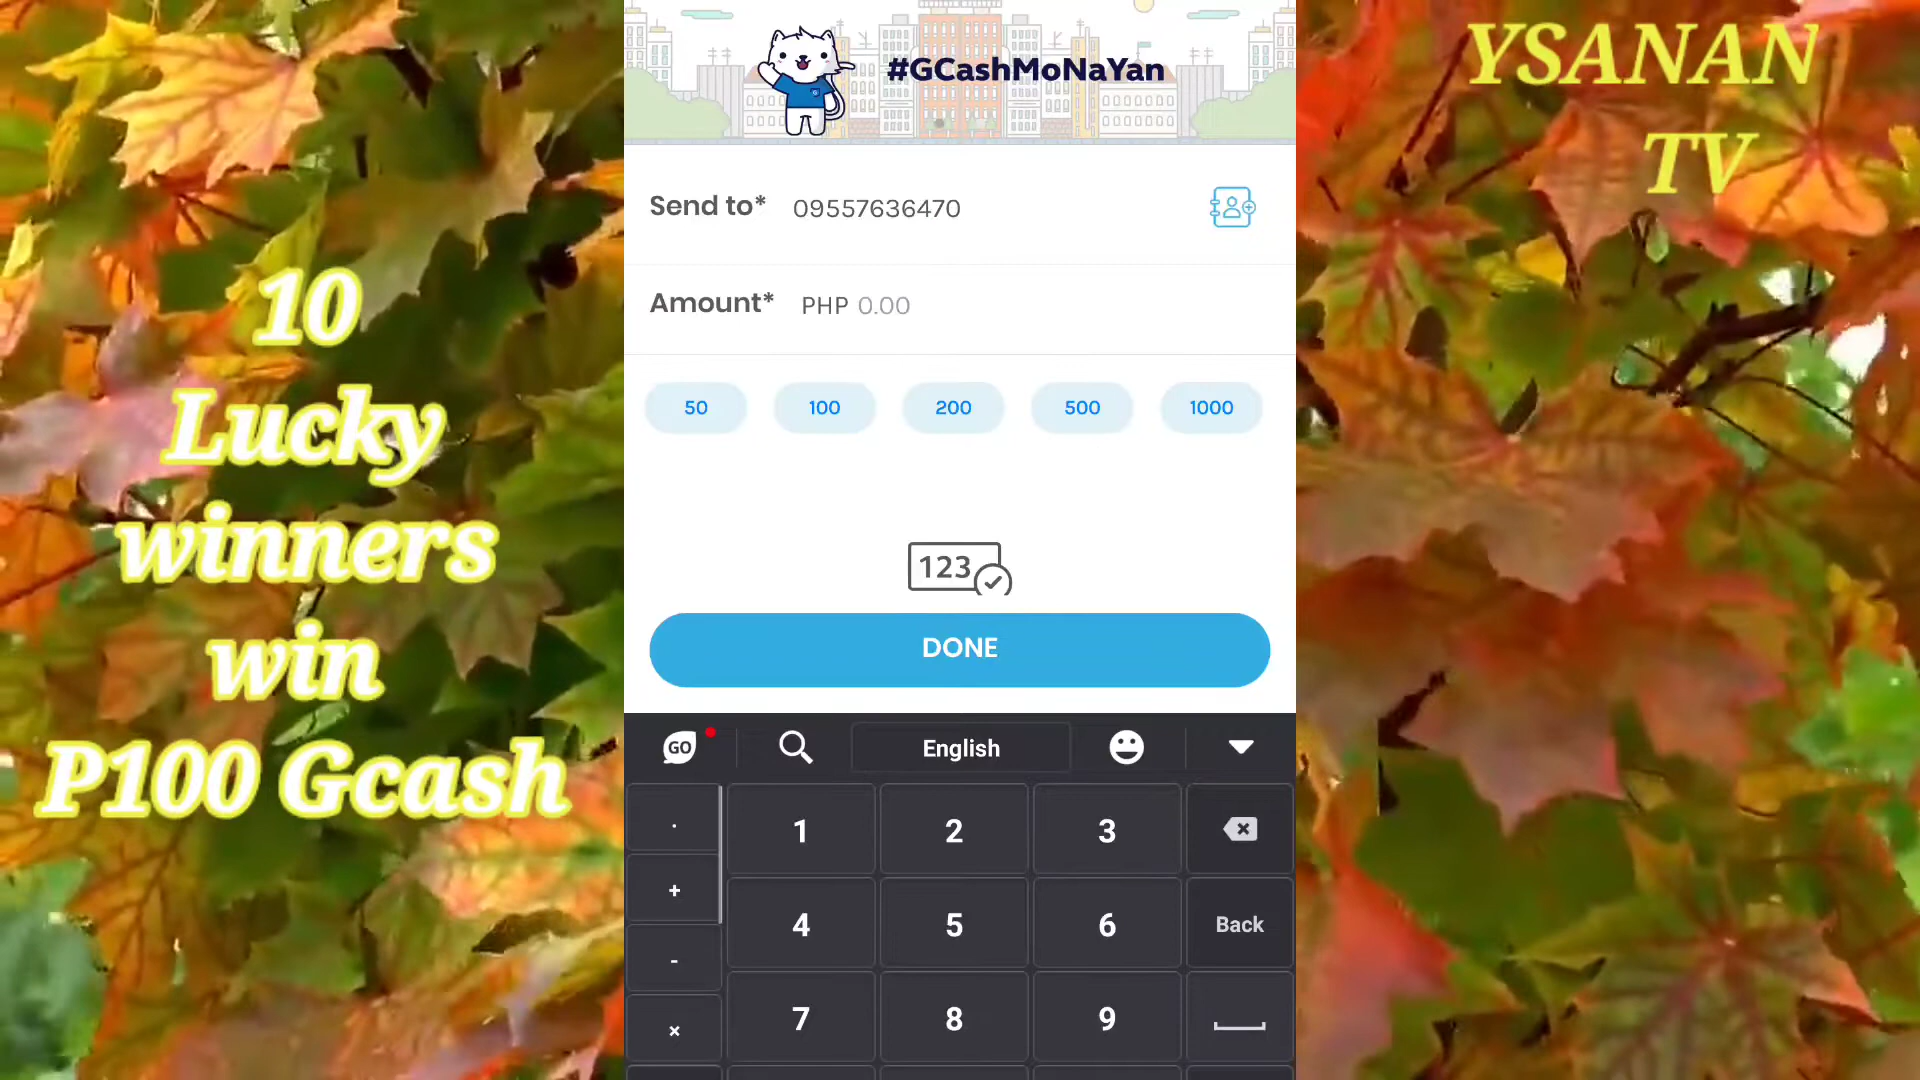 10
Lucky
winners
win
P100 Gcash
#GCashMoNaYan
Send to* 09557636470
Amount* PHP 0.00
50 100 200 500 1000
123
DONE
GO English
. 1 2 3
+
4 5 6 Back
-
7 8 9
×
YSANAN
TV